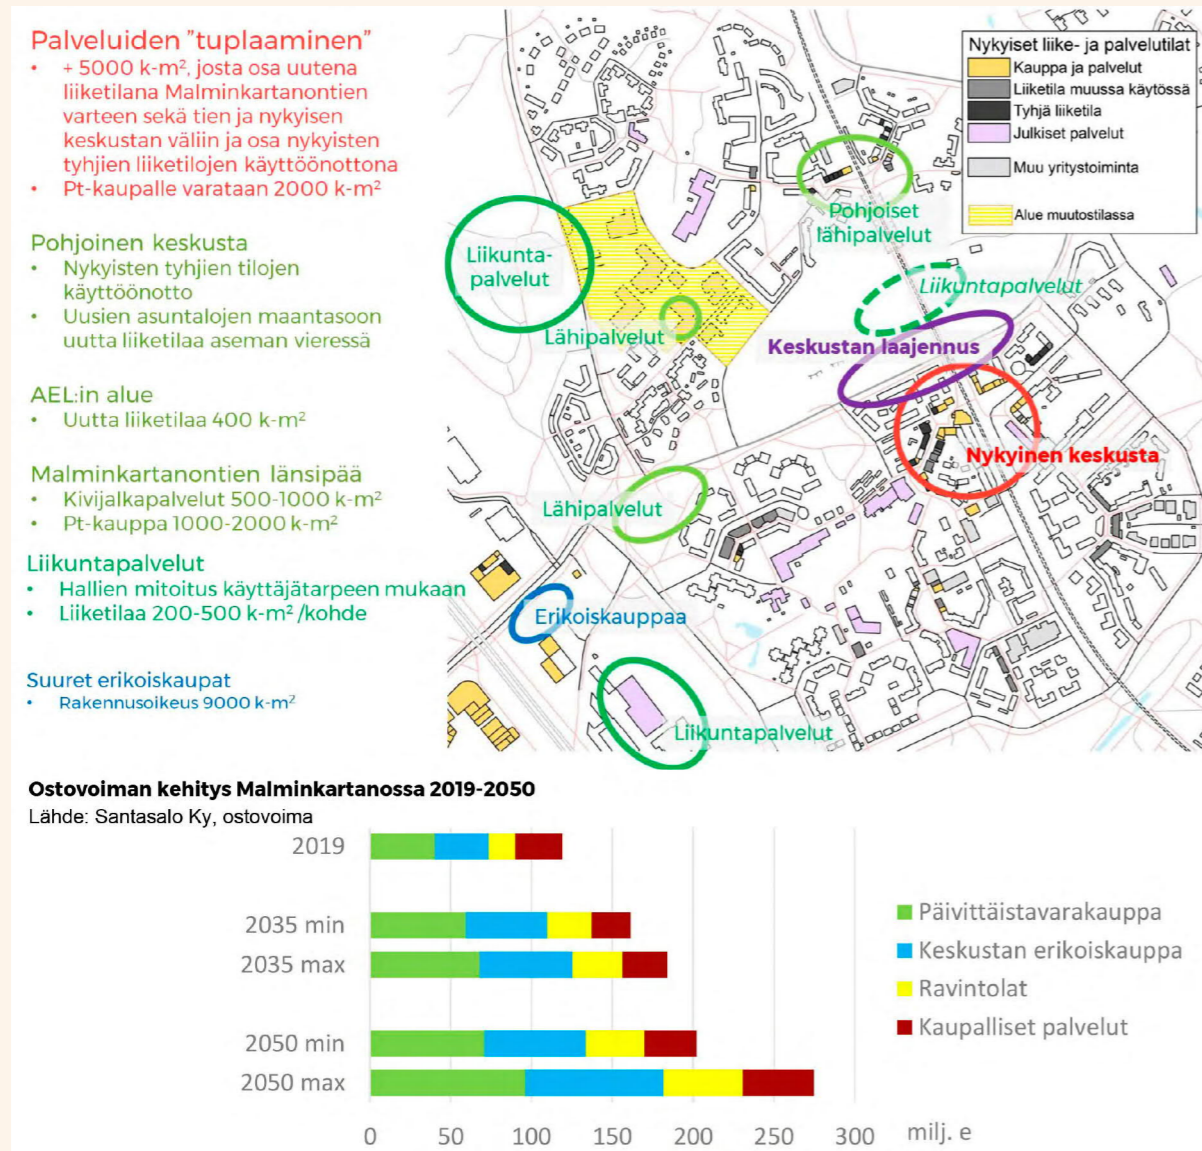 Palveluiden ”tuplaaminen”
• + 5000 k-m², josta osa uutena
liiketilana Malminkartanontien
varteen sekä tien ja nykyisen
keskustan väliin ja osa nykyisten
tyhjien liiketilojen käyttöönottona
• Pt-kaupalle varataan 2000 k-m²
Pohjoinen keskusta
• Nykyisten tyhjien tilojen
käyttöönotto
• Uusien asuntalojen maantasoon
uutta liiketilaa aseman vieressä
AEL:in alue
• Uutta liiketilaa 400 k-m²
Malminkartanontien länsipää
• Kivijalkapalvelut 500-1000 k-m²
• Pt-kauppa 1000-2000 k-m²
Liikuntapalvelut
• Hallien mitoitus käyttäjätarpeen mukaan
• Liiketilaa 200-500 k-m² /kohde
Suuret erikoiskaupat
• Rakennusoikeus 9000 k-m²
Nykyiset liike- ja palvelutilat
Kauppa ja palvelut
Liiketila muussa käytössä
Tyhjä liiketila
Julkiset palvelut
Muu yritystoiminta
Alue muutostilassa
Pohjoiset
lähipalvelut
Liikunta-
palvelut
Liikuntapalvelut
Lähipalvelut
Keskustan laajennus
Nykyinen keskusta
Lähipalvelut
Erikoiskauppaa
Liikuntapalvelut
Ostovoiman kehitys Malminkartanossa 2019-2050
Lähde: Santasalo Ky, ostovoima
2019
2035 min
2035 max
2050 min
2050 max
0 50 100 150 200 250 300 milj. e
Päivittäistavarakauppa
Keskustan erikoiskauppa
Ravintolat
Kaupalliset palvelut